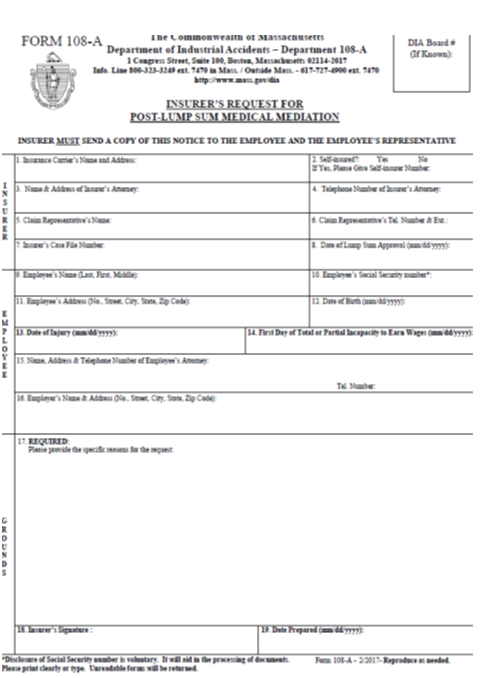 FORM 108-A
The Commonwealth of Massachusetts
Department of Industrial Accidents – Department 108-A
1 Congress Street, Suite 100, Boston, Massachusetts 02114-2017
Info. Line 800-323-3249 ext. 7470 in Mass. / Outside Mass. - 617-727-4900 ext. 7470
http://www.mass.gov/dia
DIA Board #
(If Known):
INSURER'S REQUEST FOR
POST-LUMP SUM MEDICAL MEDIATION
INSURER MUST SEND A COPY OF THIS NOTICE TO THE EMPLOYEE AND THE EMPLOYEE'S REPRESENTATIVE
INSURER
1. Insurance Carrier's Name and Address:
2. Self-insured?: Yes No
If Yes, Please Give Self-insurer Number:
3. Name & Address of Insurer's Attorney:
4. Telephone Number of Insurer's Attorney:
5. Claim Representative's Name:
6. Claim Representative's Tel. Number & Ext.:
7. Insurer's Case File Number:
8. Date of Lump Sum Approval (mm/dd/yyyy):
EMPLOYEE
9. Employee's Name (Last, First, Middle):
10. Employee's Social Security number*:
11. Employee's Address (No., Street, City, State, Zip Code):
12. Date of Birth (mm/dd/yyyy):
13. Date of Injury (mm/dd/yyyy):
14. First Day of Total or Partial Incapacity to Earn Wages (mm/dd/yyyy):
15. Name, Address & Telephone Number of Employee's Attorney:
Tel. Number:
16. Employer's Name & Address (No., Street, City, State, Zip Code):
GROUNDS
17. REQUIRED:
Please provide the specific reasons for the request:
18. Insurer's Signature :
19. Date Prepared (mm/dd/yyyy):
*Disclosure of Social Security number is voluntary. It will aid in the processing of documents.
Please print clearly or type. Unreadable forms will be returned.
Form 108-A - 2/2017- Reproduce as needed.